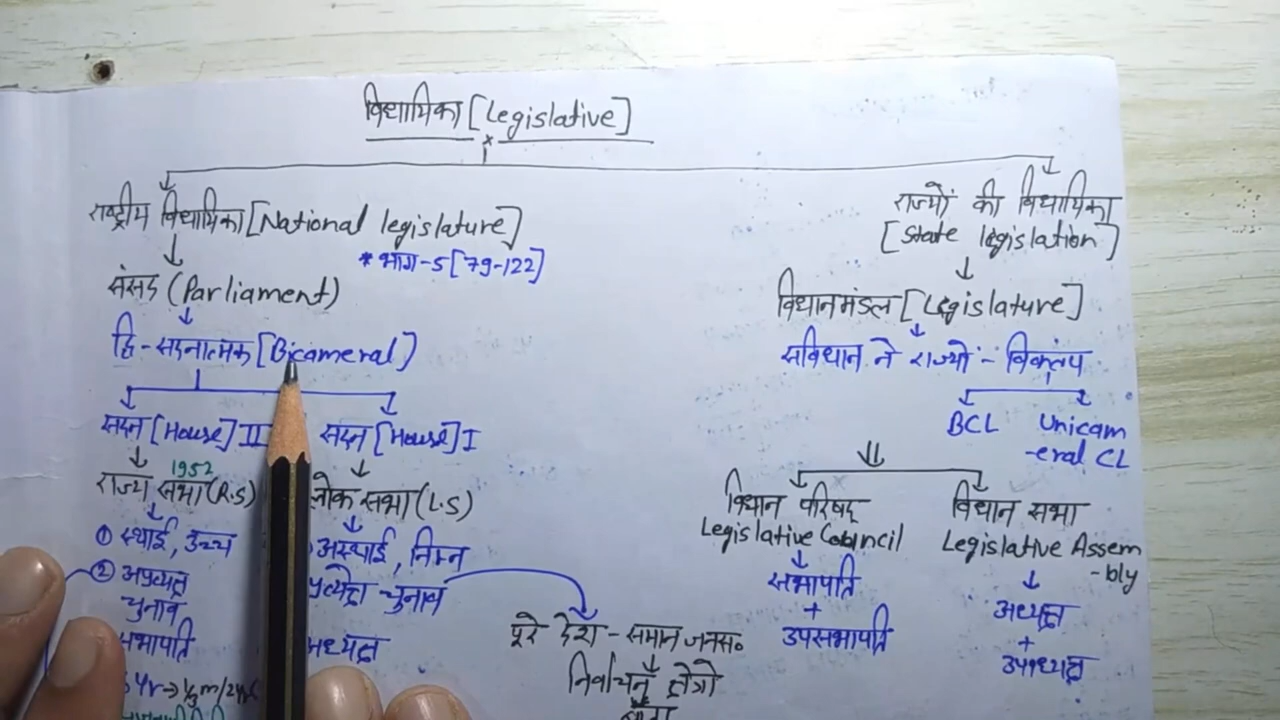 विधायिका [Legislative]
राष्ट्रीय विधायिका [National legislature]
* भाग-5 [79-122]
संसद (Parliament)
द्वि-सदनात्मक [Bicameral]
सदन [House] II
सदन [House] I
1952
राज्य सभा (R.S)
लोक सभा (L.S)
① स्थाई, उच्च
अस्थाई, निम्न
② अप्रत्यक्ष
चुनाव
प्रत्यक्ष चुनाव
सभापति
अध्यक्ष
पूरे देश - समान जनस०
निर्वाचन क्षेत्रो
राज्यों की विधायिका
[State legislation]
विधानमंडल [Legislature]
सविधान ने राज्यों :- विकल्प
BCL
Unicam
-eral CL
विधान परिषद्
Legislative Council
सभापति
+
उपसभापति
विधान सभा
Legislative Assem
-bly
अध्यक्ष
+
उपाध्यक्ष